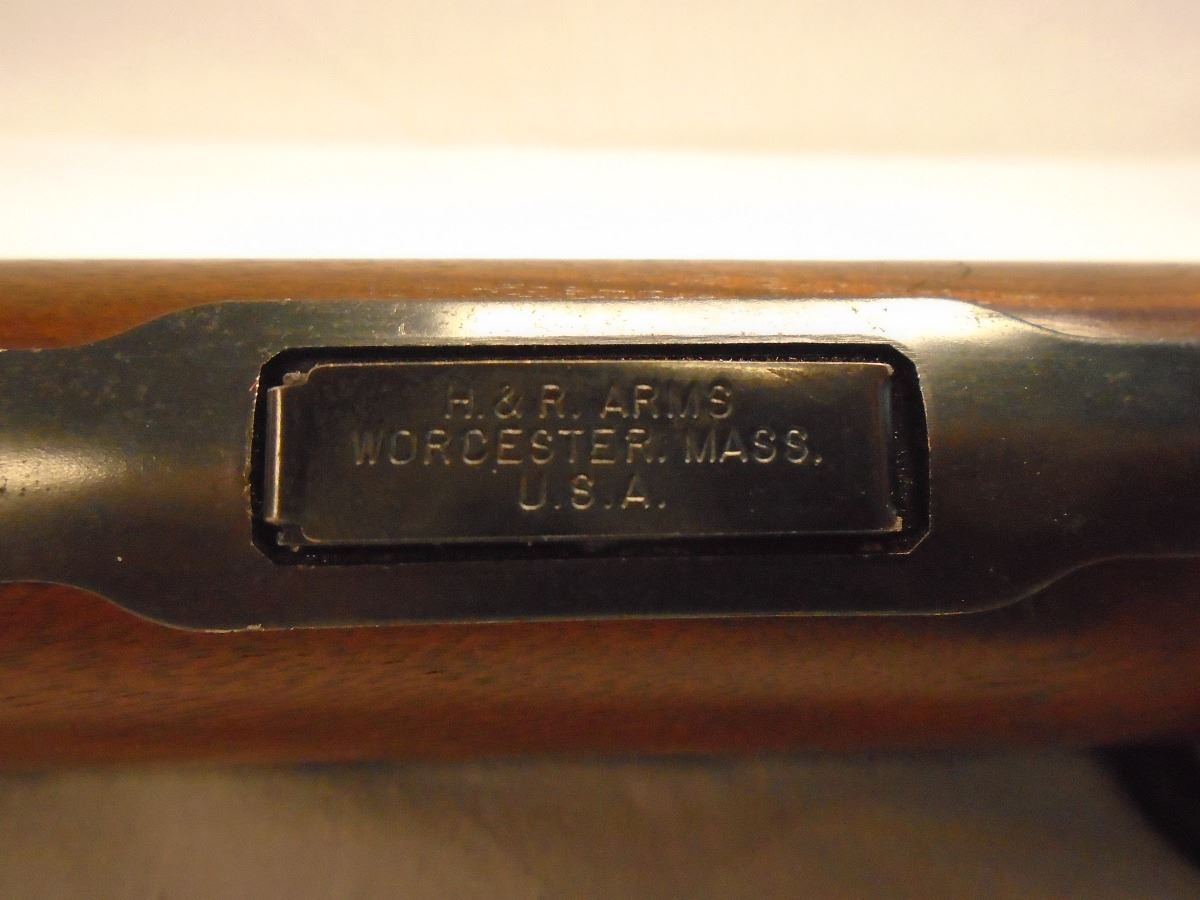 H. & R. ARMS
WORCESTER. MASS.
U.S.A.